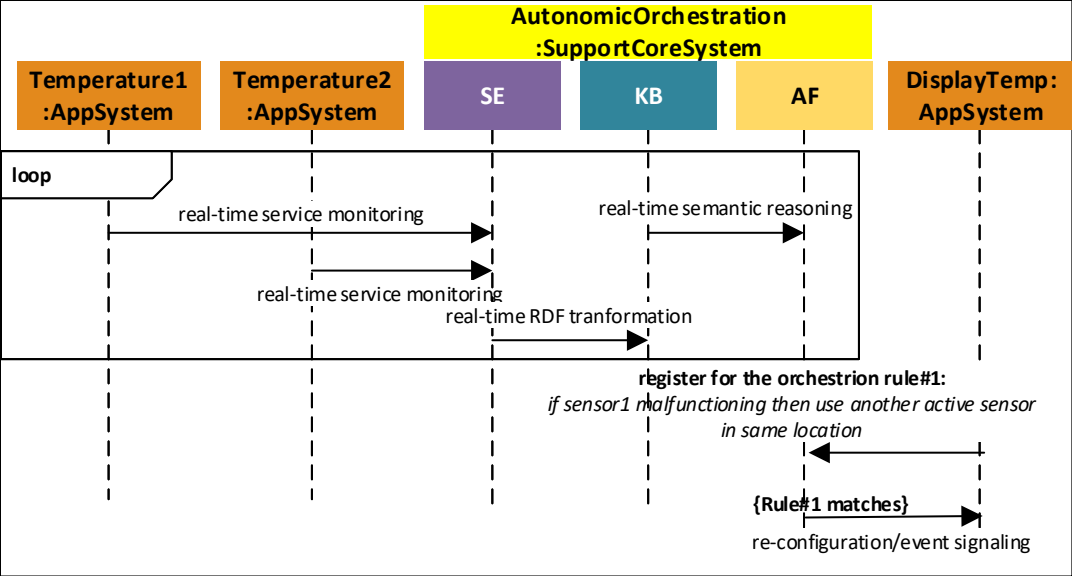 AutonomicOrchestration
:SupportCoreSystem
Temperature1
:AppSystem
Temperature2
:AppSystem
SE
KB
AF
DisplayTemp:
AppSystem
loop
real-time service monitoring
real-time semantic reasoning
real-time service monitoring
real-time RDF tranformation
register for the orchestrion rule#1:
if sensor1 malfunctioning then use another active sensor
in same location
{Rule#1 matches}
re-configuration/event signaling